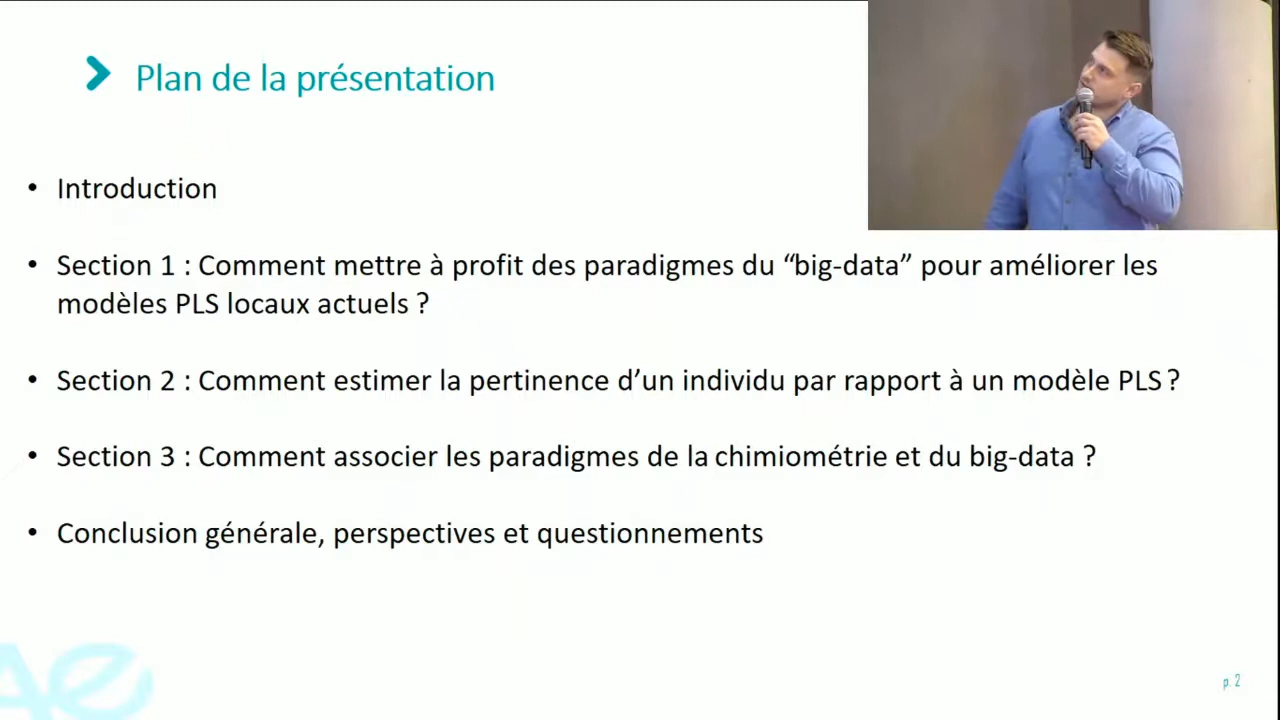 Plan de la présentation
• Introduction
• Section 1 : Comment mettre à profit des paradigmes du “big-data” pour améliorer les
modèles PLS locaux actuels ?
• Section 2 : Comment estimer la pertinence d’un individu par rapport à un modèle PLS ?
• Section 3 : Comment associer les paradigmes de la chimiométrie et du big-data ?
• Conclusion générale, perspectives et questionnements
p. 2